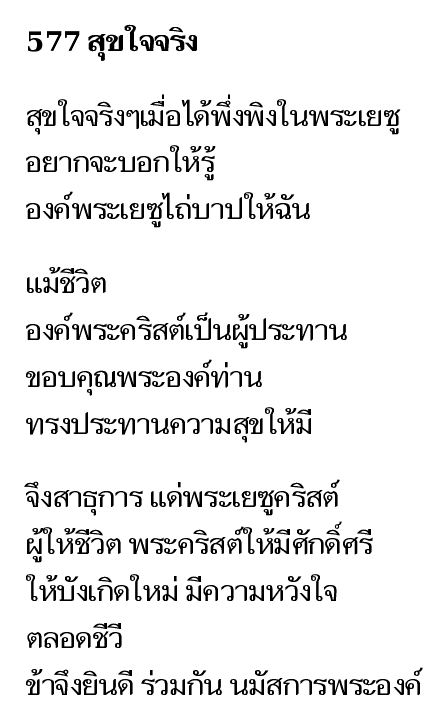 577 สุขใจจริง
สุขใจจริงๆเมื่อได้พึ่งพิงในพระเยซู
อยากจะบอกให้รู้
องค์พระเยซูไถ่บาปให้ฉัน
แม้ชีวิต
องค์พระคริสต์เป็นผู้ประทาน
ขอบคุณพระองค์ท่าน
ทรงประทานความสุขให้มี
จึงสาธุการ แด่พระเยซูคริสต์
ผู้ให้ชีวิต พระคริสต์ให้มีศักดิ์ศรี
ให้บังเกิดใหม่ มีความหวังใจ
ตลอดชีวี
ข้าจึงยินดี ร่วมกัน นมัสการพระองค์